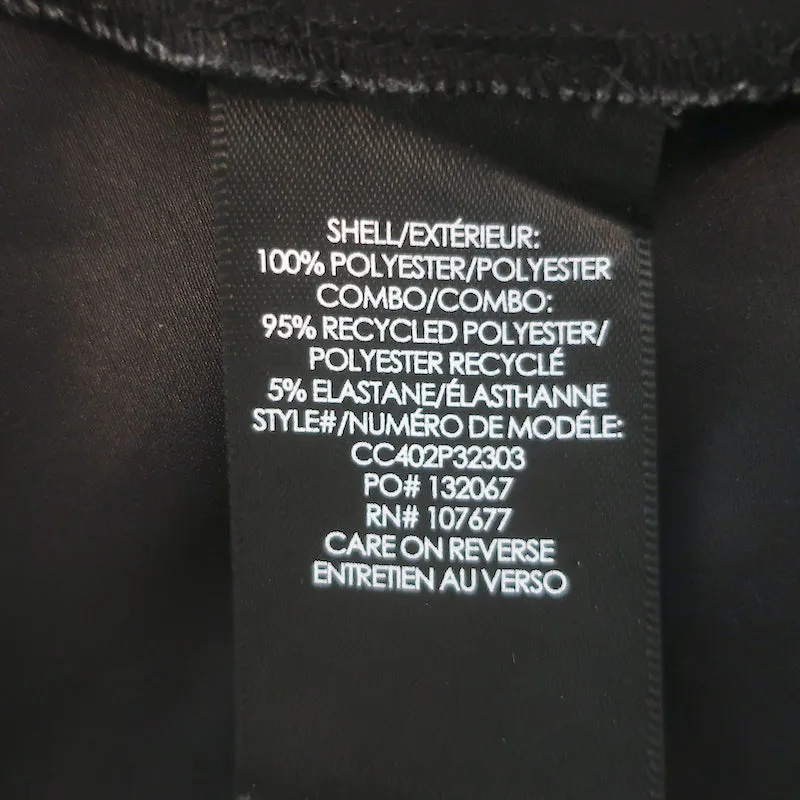 SHELL/EXTÉRIEUR:
100% POLYESTER/POLYESTER
COMBO/COMBO:
95% RECYCLED POLYESTER/
POLYESTER RECYCLÉ
5% ELASTANE/ÉLASTHANNE
STYLE#/NUMÉRO DE MODÉLE:
CC402P32303
PO# 132067
RN# 107677
CARE ON REVERSE
ENTRETIEN AU VERSO